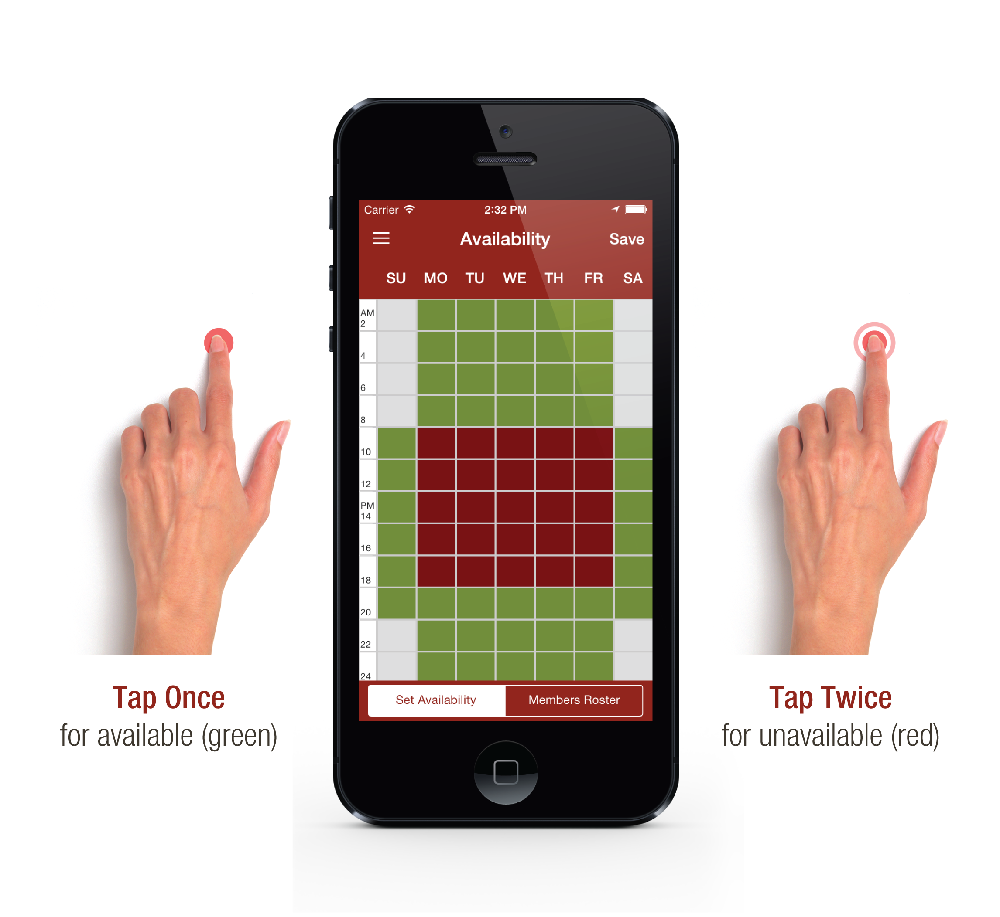 Carrier 2:32 PM
Availability Save
SU MO TU WE TH FR SA
AM
2
4
6
8
10
12
PM
14
16
18
20
22
24
Set Availability Members Roster
Tap Once
for available (green)
Tap Twice
for unavailable (red)